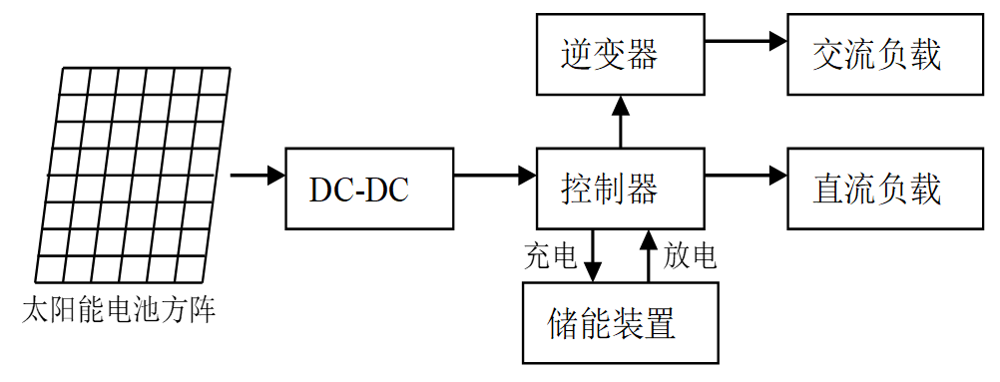 逆变器
交流负载
DC-DC
控制器
直流负载
充电
放电
太阳能电池方阵
储能装置